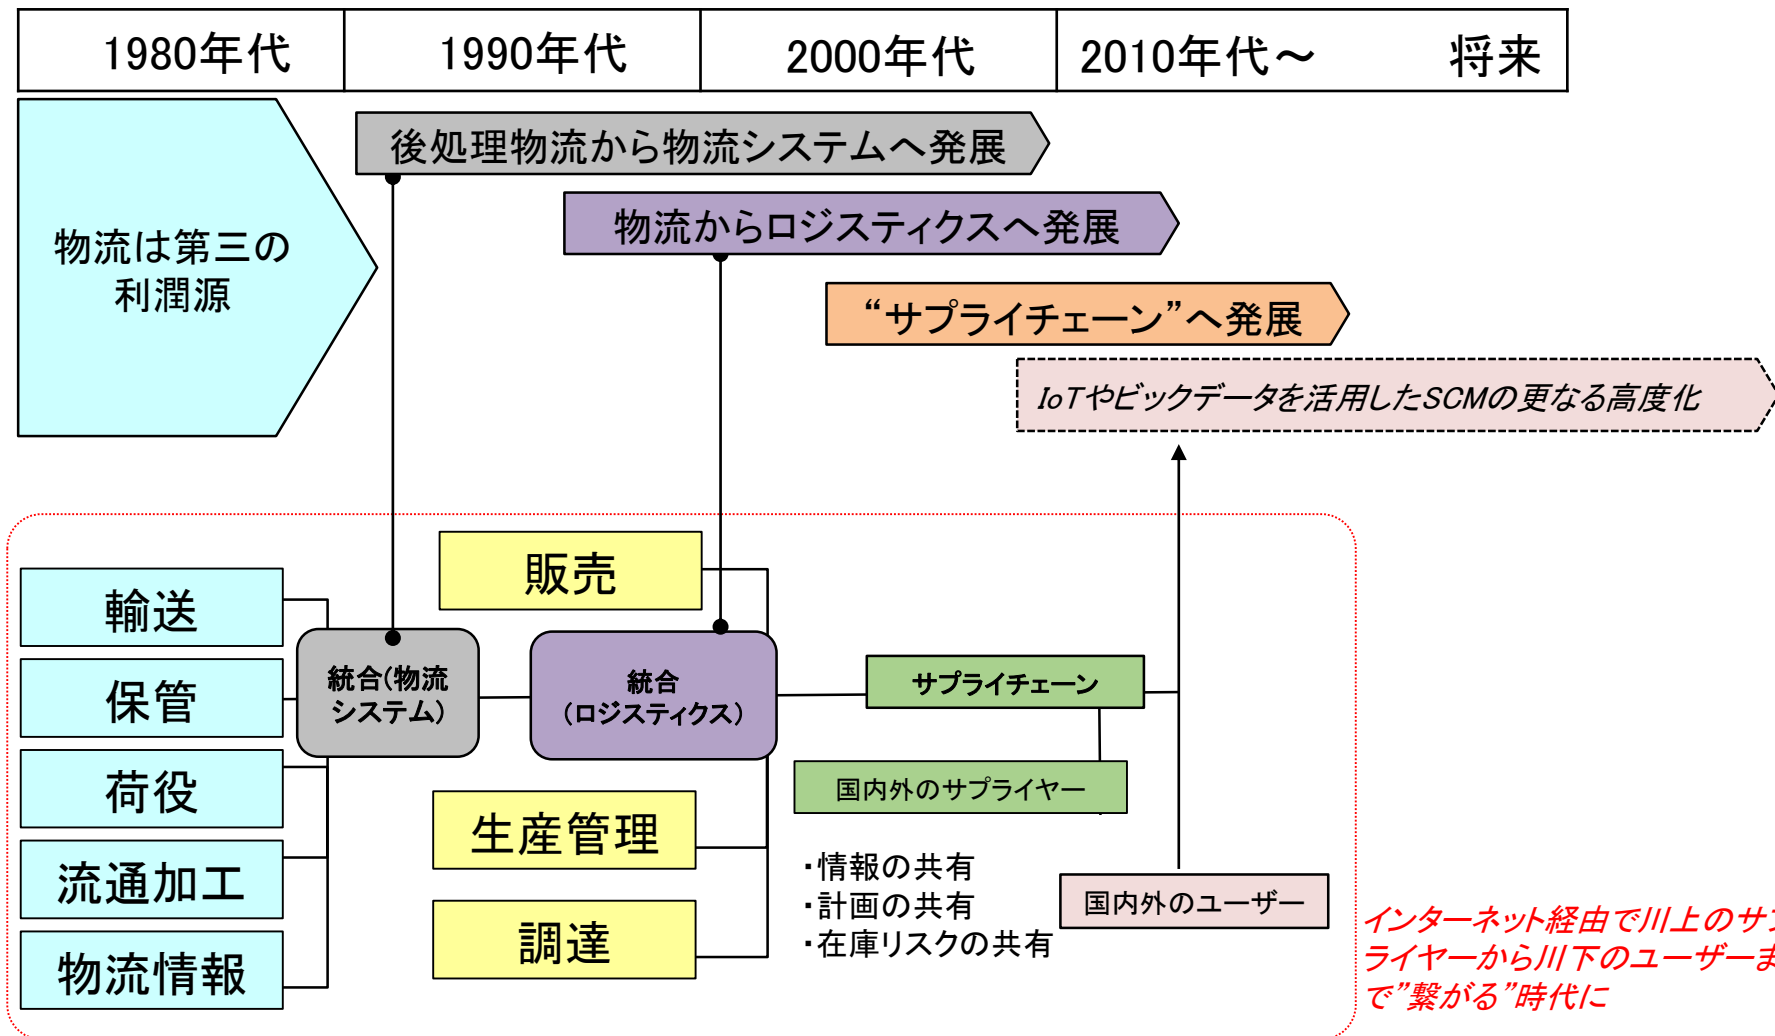 1980年代
1990年代
2000年代
2010年代～ 将来
物流は第三の
利潤源
後処理物流から物流システムへ発展
物流からロジスティクスへ発展
“サプライチェーン”へ発展
IoTやビックデータを活用したSCMの更なる高度化
輸送
保管
荷役
流通加工
物流情報
統合(物流
システム)
販売
統合
(ロジスティクス)
生産管理
調達
サプライチェーン
国内外のサプライヤー
・情報の共有
・計画の共有
・在庫リスクの共有
国内外のユーザー
インターネット経由で川上のサプ
ライヤーから川下のユーザーま
で”繋がる”時代に